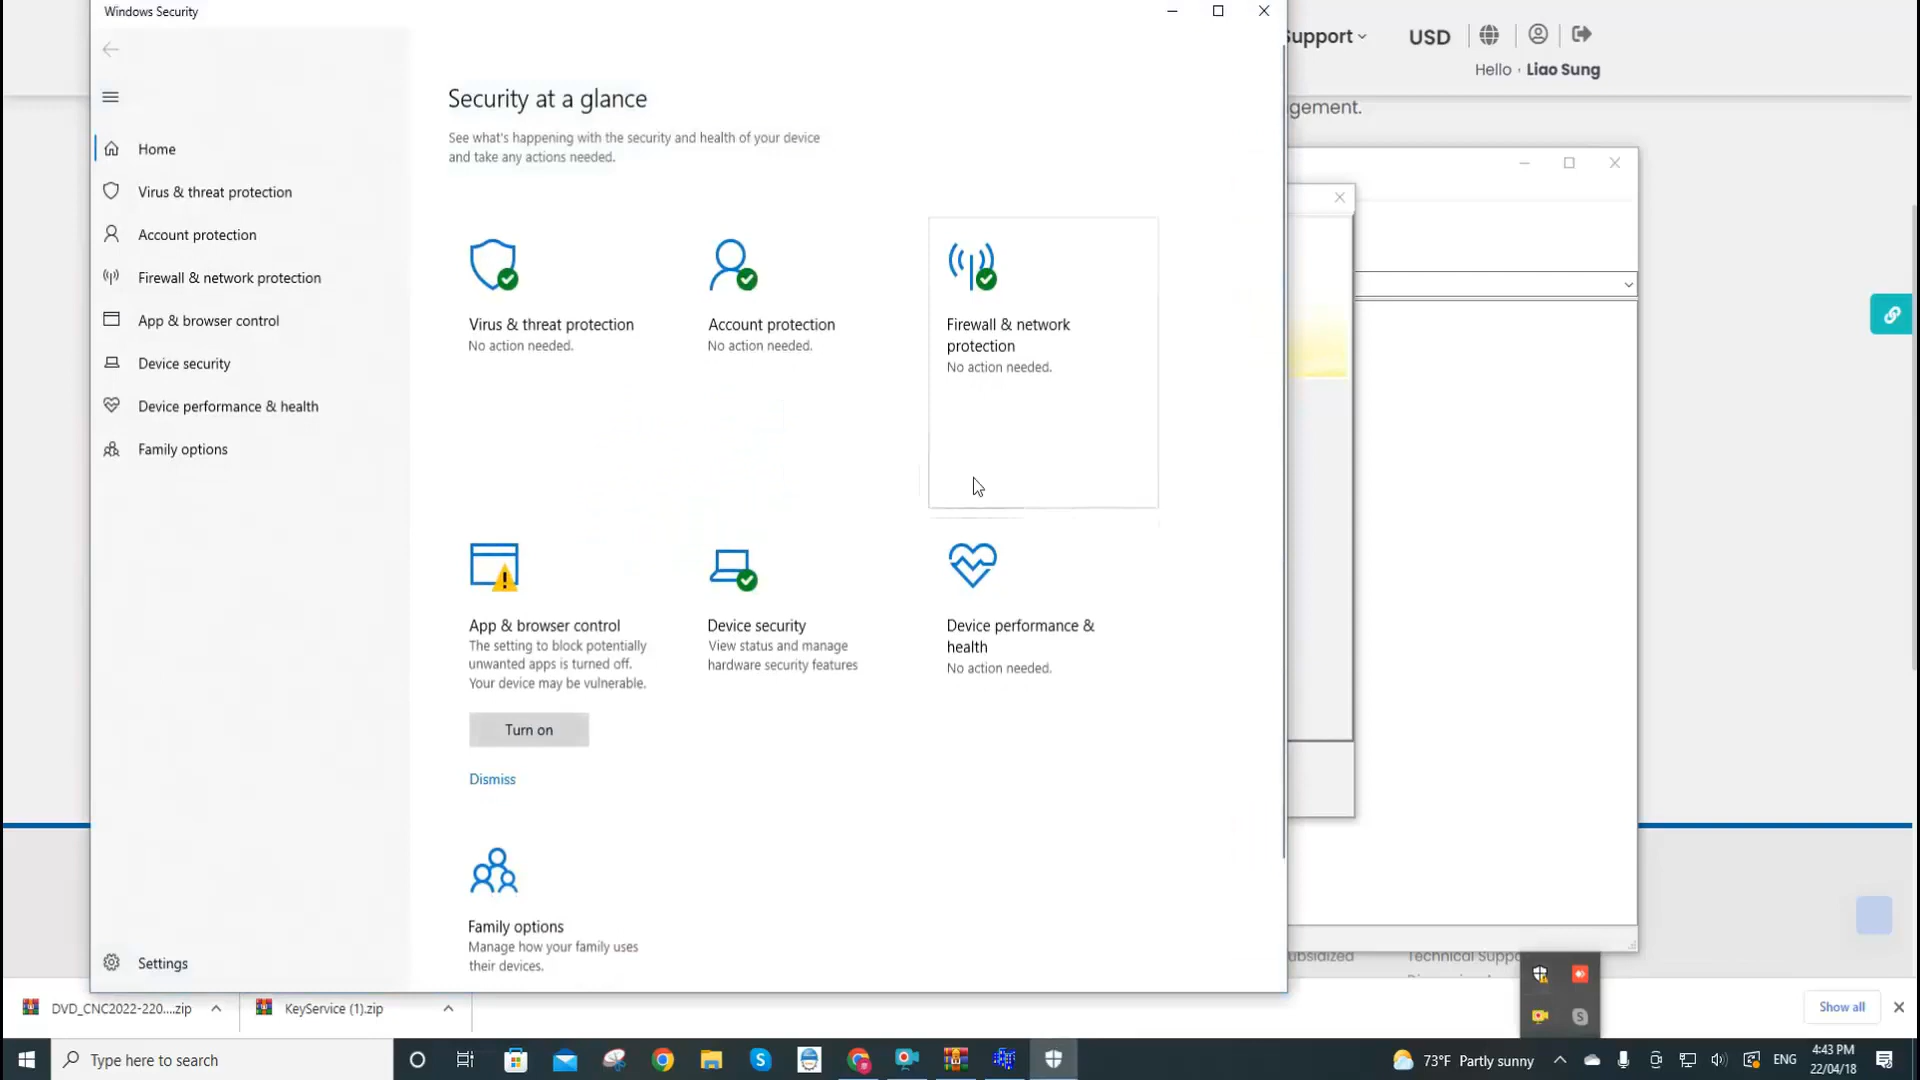 Windows Security
Support
USD
Hello · Liao Sung
gement.
Home
Virus & threat protection
Account protection
Firewall & network protection
App & browser control
Device security
Device performance & health
Family options
Settings
Security at a glance
See what's happening with the security and health of your device
and take any actions needed.
Virus & threat protection
No action needed.
Account protection
No action needed.
Firewall & network
protection
No action needed.
App & browser control
The setting to block potentially
unwanted apps is turned off.
Your device may be vulnerable.
Turn on
Dismiss
Device security
View status and manage
hardware security features
Device performance &
health
No action needed.
Family options
Manage how your family uses
their devices.
ubsidized
Technical Suppo
DVD_CNC2022-220....zip
KeyService (1).zip
Show all
Type here to search
73°F Partly sunny
ENG
4:43 PM
22/04/18